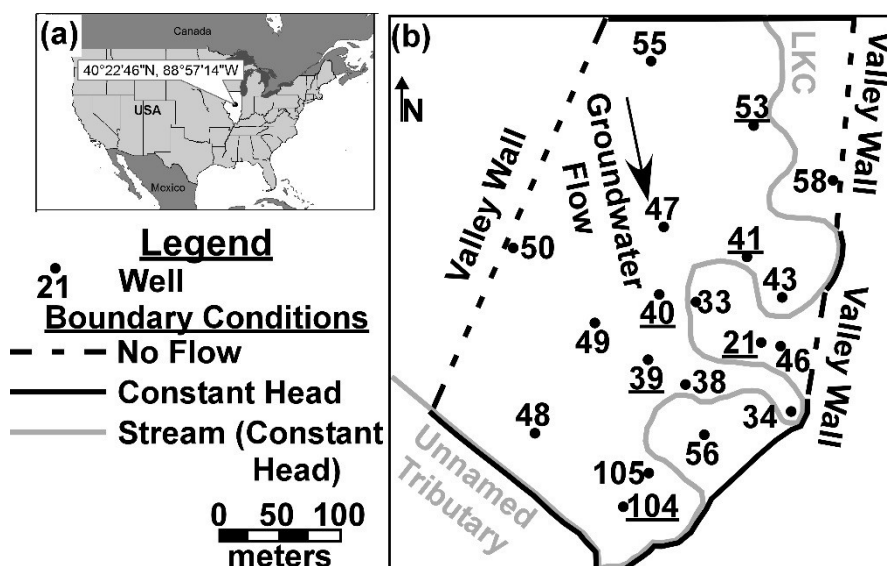 (a)
Canada
40°22'46"N, 88°57'14"W
USA
Mexico
Legend
21
Well
Boundary Conditions
No Flow
Constant Head
Stream (Constant
Head)
0 50 100
meters
(b)
N
55
LKC
53
Valley Wall
58
Groundwater
Flow
Valley Wall
47
50
41
43
40
33
49
21
46
Valley Wall
39
38
34
48
56
Unnamed
Tributary
105
104